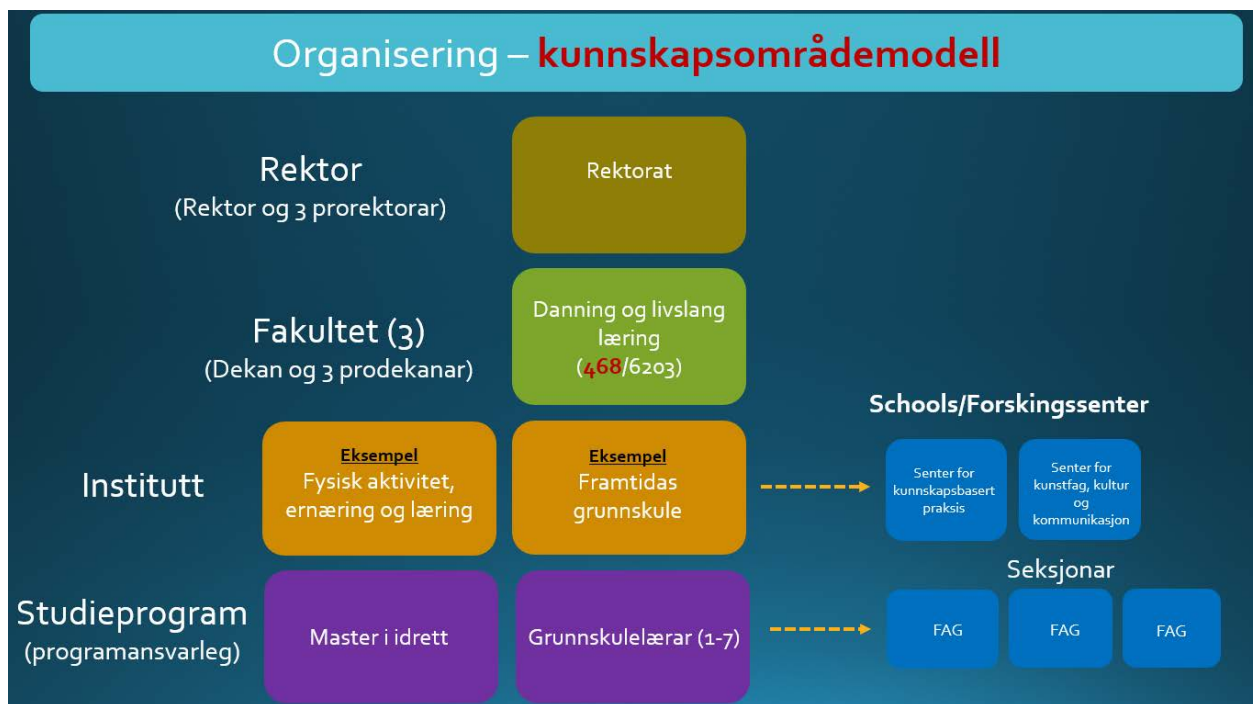 Organisering – kunnskapsområdemodell
Rektor
(Rektor og 3 prorektorar)
Rektorat
Fakultet (3)
(Dekan og 3 prodekanar)
Danning og livslang
læring
(468/6203)
Schools/Forskingssenter
Institutt
Eksempel
Fysisk aktivitet,
ernæring og læring
Eksempel
Framtidas
grunnskule
Senter for
kunnskapsbasert
praksis
Senter for
kunstfag, kultur
og
kommunikasjon
Seksjonar
Studieprogram
(programansvarleg)
Master i idrett
Grunnskulelærar (1-7)
FAG
FAG
FAG